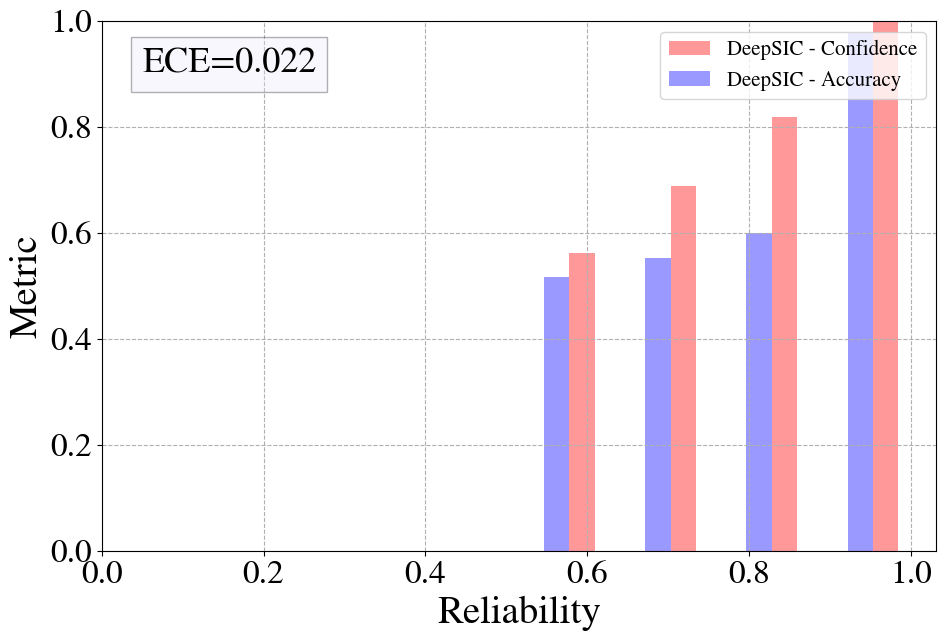 ECE=0.022
DeepSIC - Confidence
DeepSIC - Accuracy
Metric
1.0
0.8
0.6
0.4
0.2
0.0
0.0 0.2 0.4 0.6 0.8 1.0
Reliability